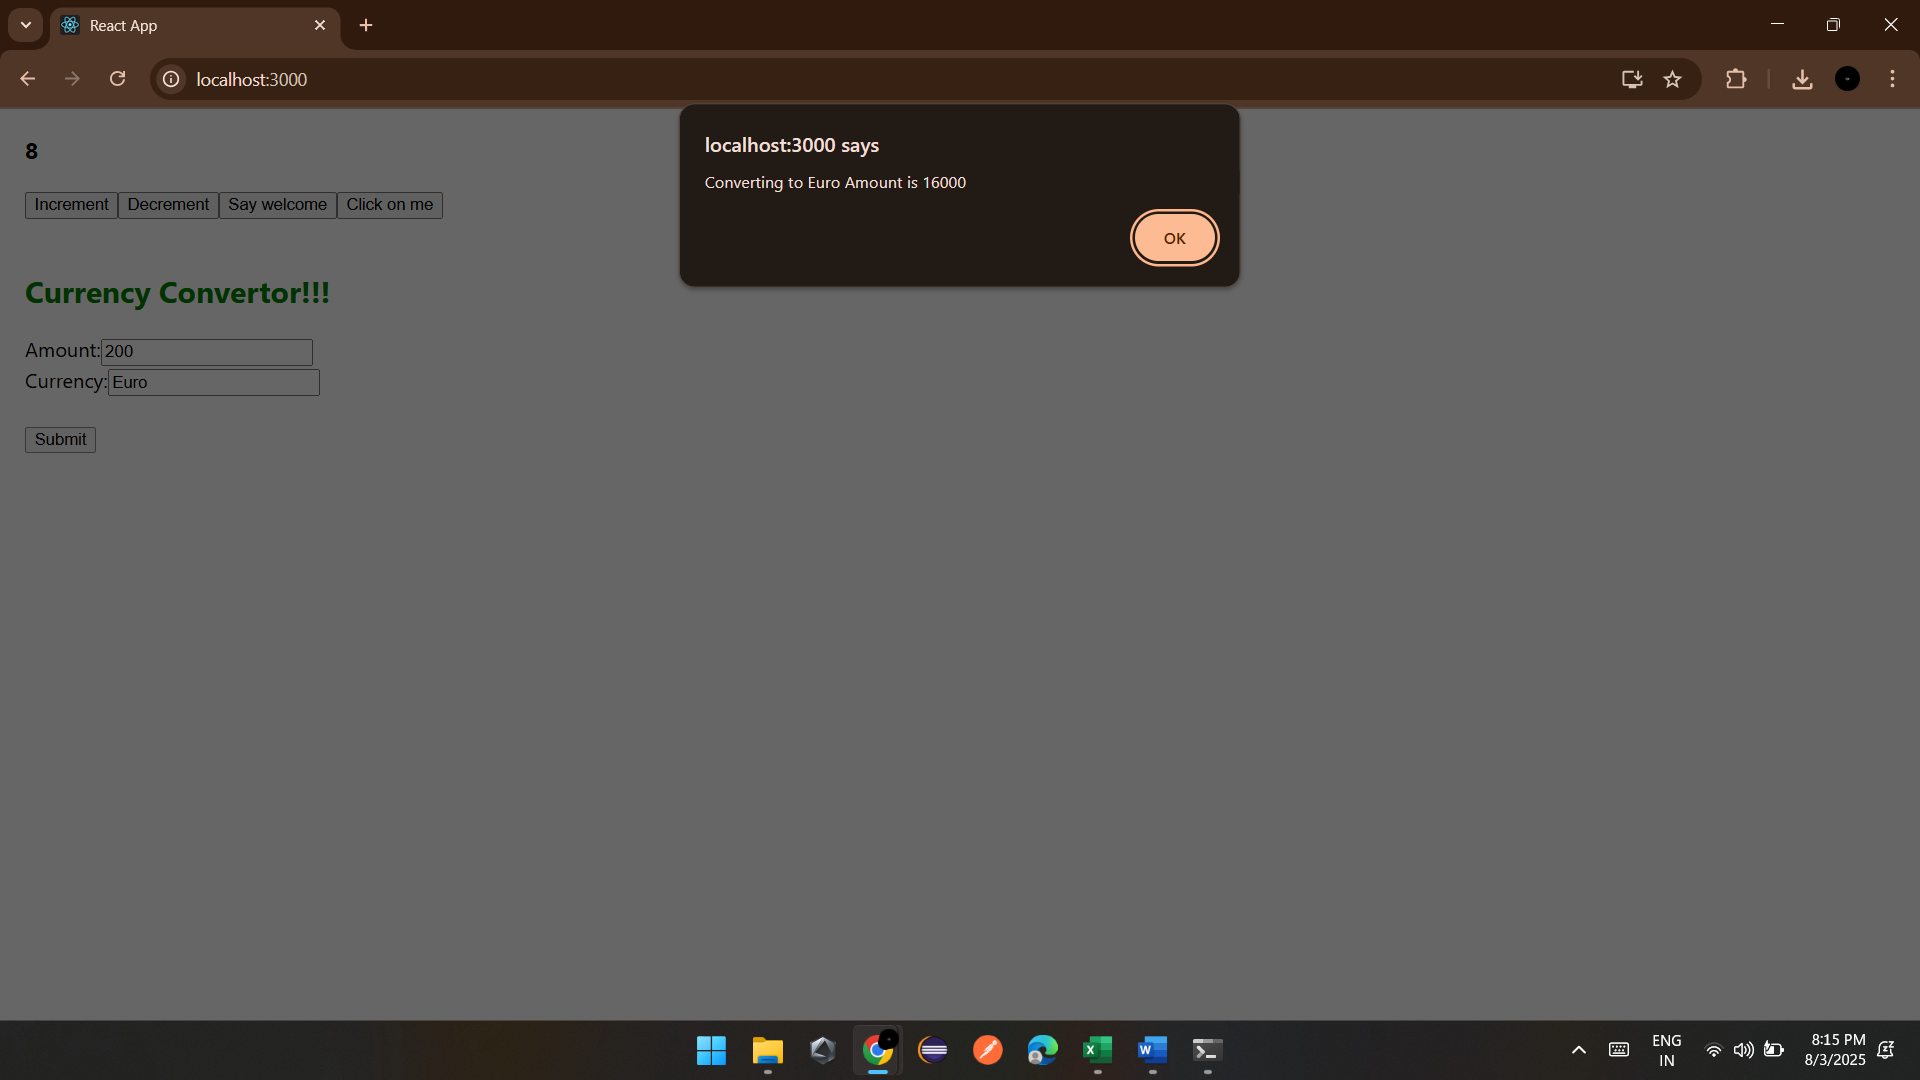 React App
localhost:3000
localhost:3000 says
Converting to Euro Amount is 16000
OK
8
Increment Decrement Say welcome Click on me
Currency Convertor!!!
Amount:200
Currency:Euro
Submit
ENG
IN
8:15 PM
8/3/2025